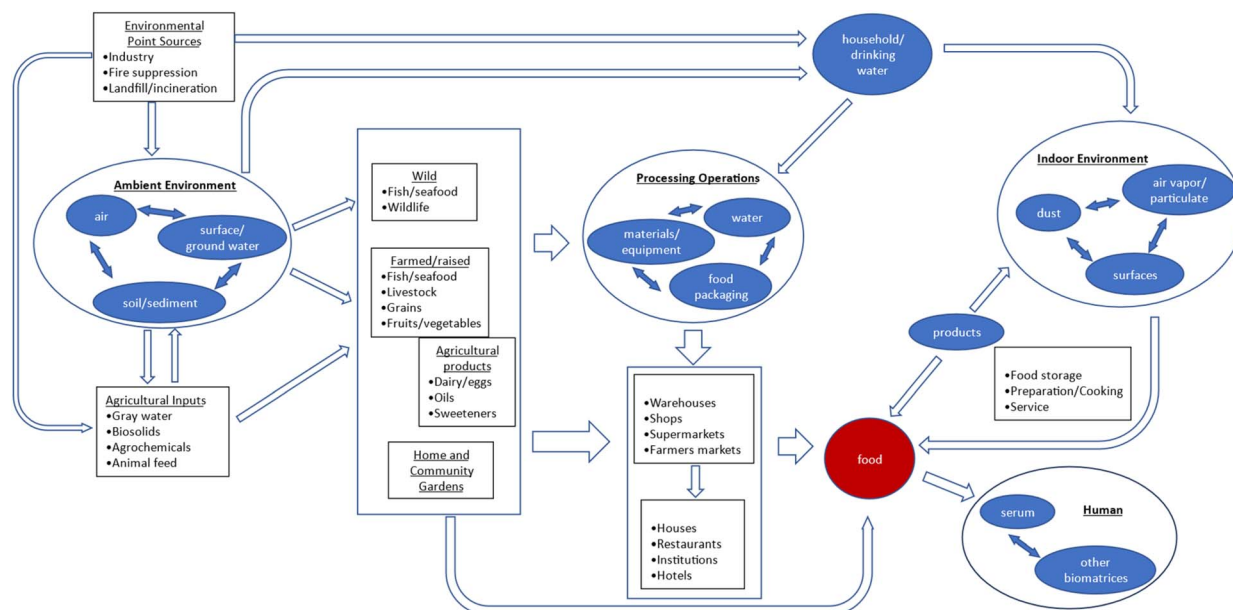 Environmental
Point Sources
•Industry
•Fire suppression
•Landfill/incineration
household/
drinking
water
Ambient Environment
air
surface/
ground water
soil/sediment
Agricultural Inputs
•Gray water
•Biosolids
•Agrochemicals
•Animal feed
Wild
•Fish/seafood
•Wildlife
Farmed/raised
•Fish/seafood
•Livestock
•Grains
•Fruits/vegetables
Agricultural
products
•Dairy/eggs
•Oils
•Sweeteners
Home and
Community
Gardens
Processing Operations
water
materials/
equipment
food
packaging
•Warehouses
•Shops
•Supermarkets
•Farmers markets
•Houses
•Restaurants
•Institutions
•Hotels
Indoor Environment
air vapor/
particulate
dust
surfaces
products
•Food storage
•Preparation/Cooking
•Service
food
Human
serum
other
biomatrices